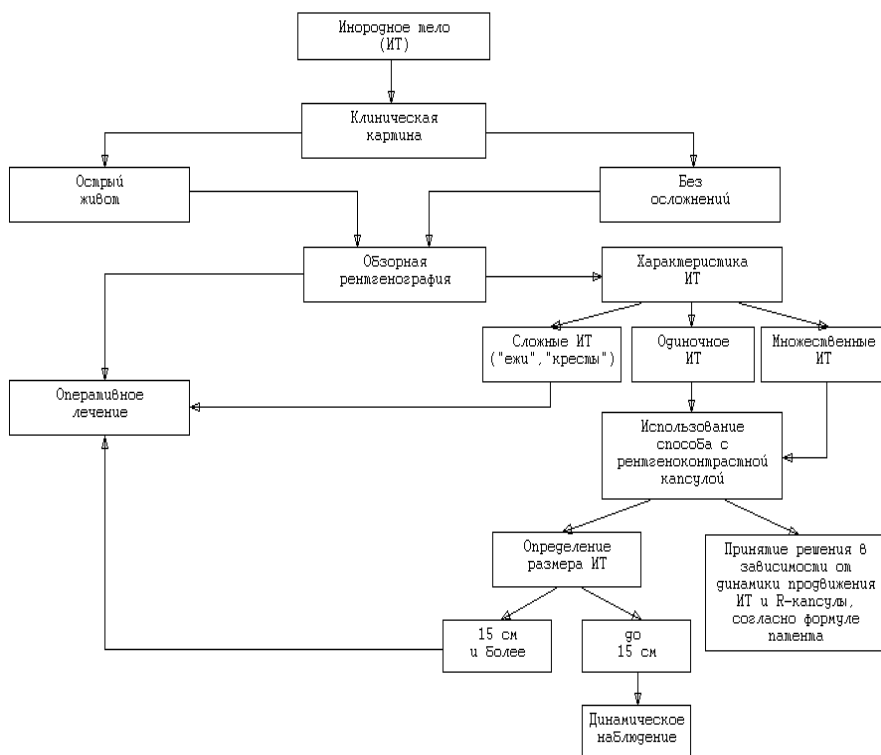 Инородное тело
(ИТ)
Клиническая
картина
Острый
живот
Без
осложнений
Обзорная
рентгенография
Характеристика
ИТ
Сложные ИТ
("ежи","кресты")
Одиночное
ИТ
Множественные
ИТ
Оперативное
лечение
Использование
способа с
рентгеноконтрастной
капсулой
Определение
размера ИТ
Принятие решения в
зависимости от
динамики продвижения
ИТ и R-капсулы,
согласно формуле
патента
15 см
и более
до
15 см
Динамическое
наблюдение